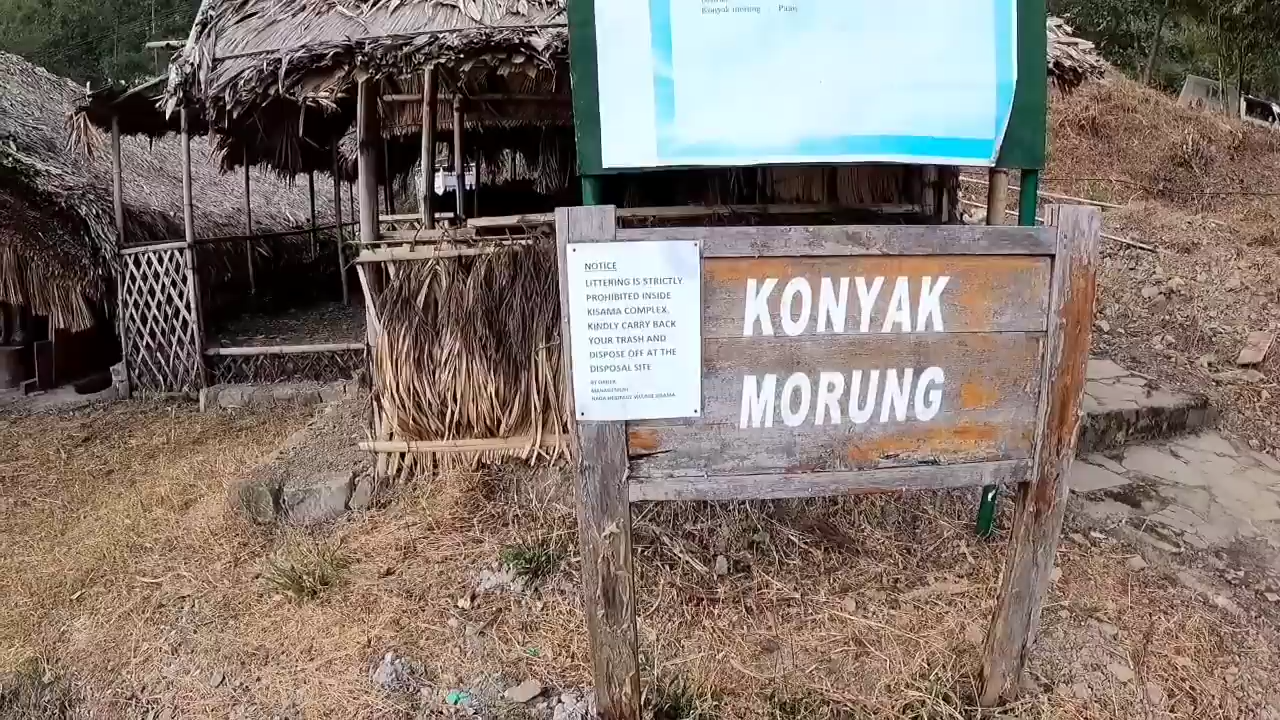 Konyak morung : Paan
NOTICE
LITTERING IS STRICTLY
PROHIBITED INSIDE
KISAMA COMPLEX.
KINDLY CARRY BACK
YOUR TRASH AND
DISPOSE OFF AT THE
DISPOSAL SITE
BY ORDER
MANAGEMENT
NAGA HERITAGE VILLAGE KISAMA
KONYAK
MORUNG